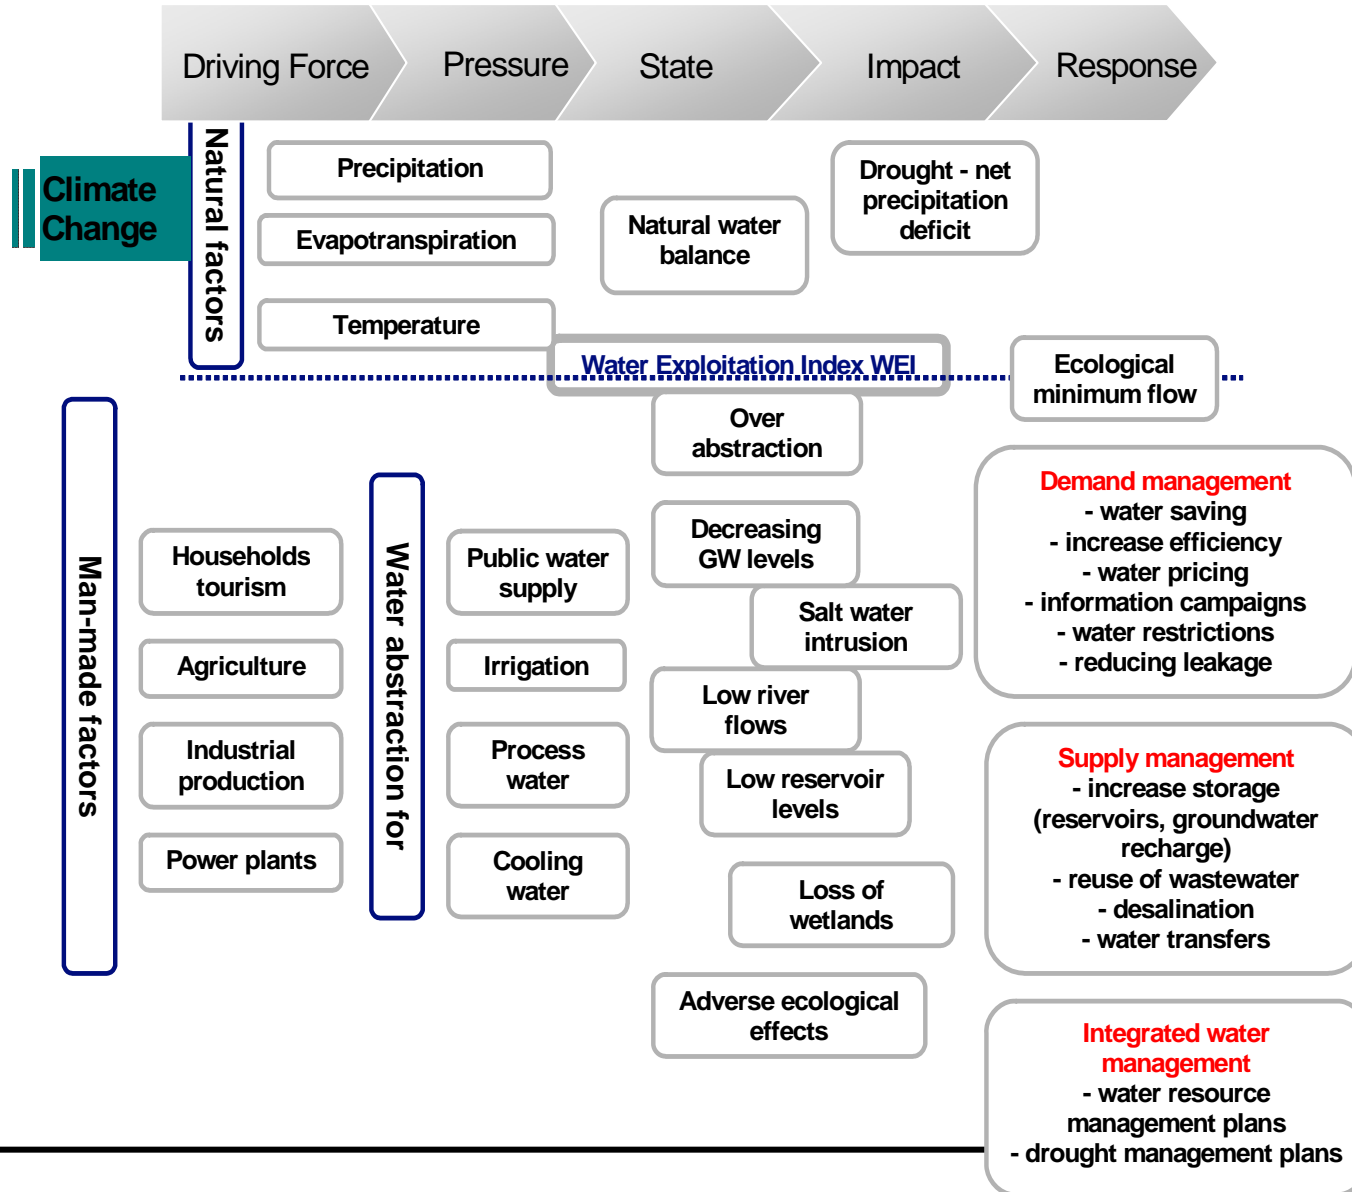 Driving Force
Pressure
State
Impact
Response
Climate
Change
Natural factors
Precipitation
Evapotranspiration
Temperature
Natural water
balance
Drought - net
precipitation
deficit
Water Exploitation Index WEI
Ecological
minimum flow
Man-made factors
Households
tourism
Agriculture
Industrial
production
Power plants
Water abstraction for
Public water
supply
Irrigation
Process
water
Cooling
water
Over
abstraction
Decreasing
GW levels
Salt water
intrusion
Low river
flows
Low reservoir
levels
Loss of
wetlands
Adverse ecological
effects
Demand management
- water saving
- increase efficiency
- water pricing
- information campaigns
- water restrictions
- reducing leakage
Supply management
- increase storage
(reservoirs, groundwater
recharge)
- reuse of wastewater
- desalination
- water transfers
Integrated water
management
- water resource
management plans
- drought management plans